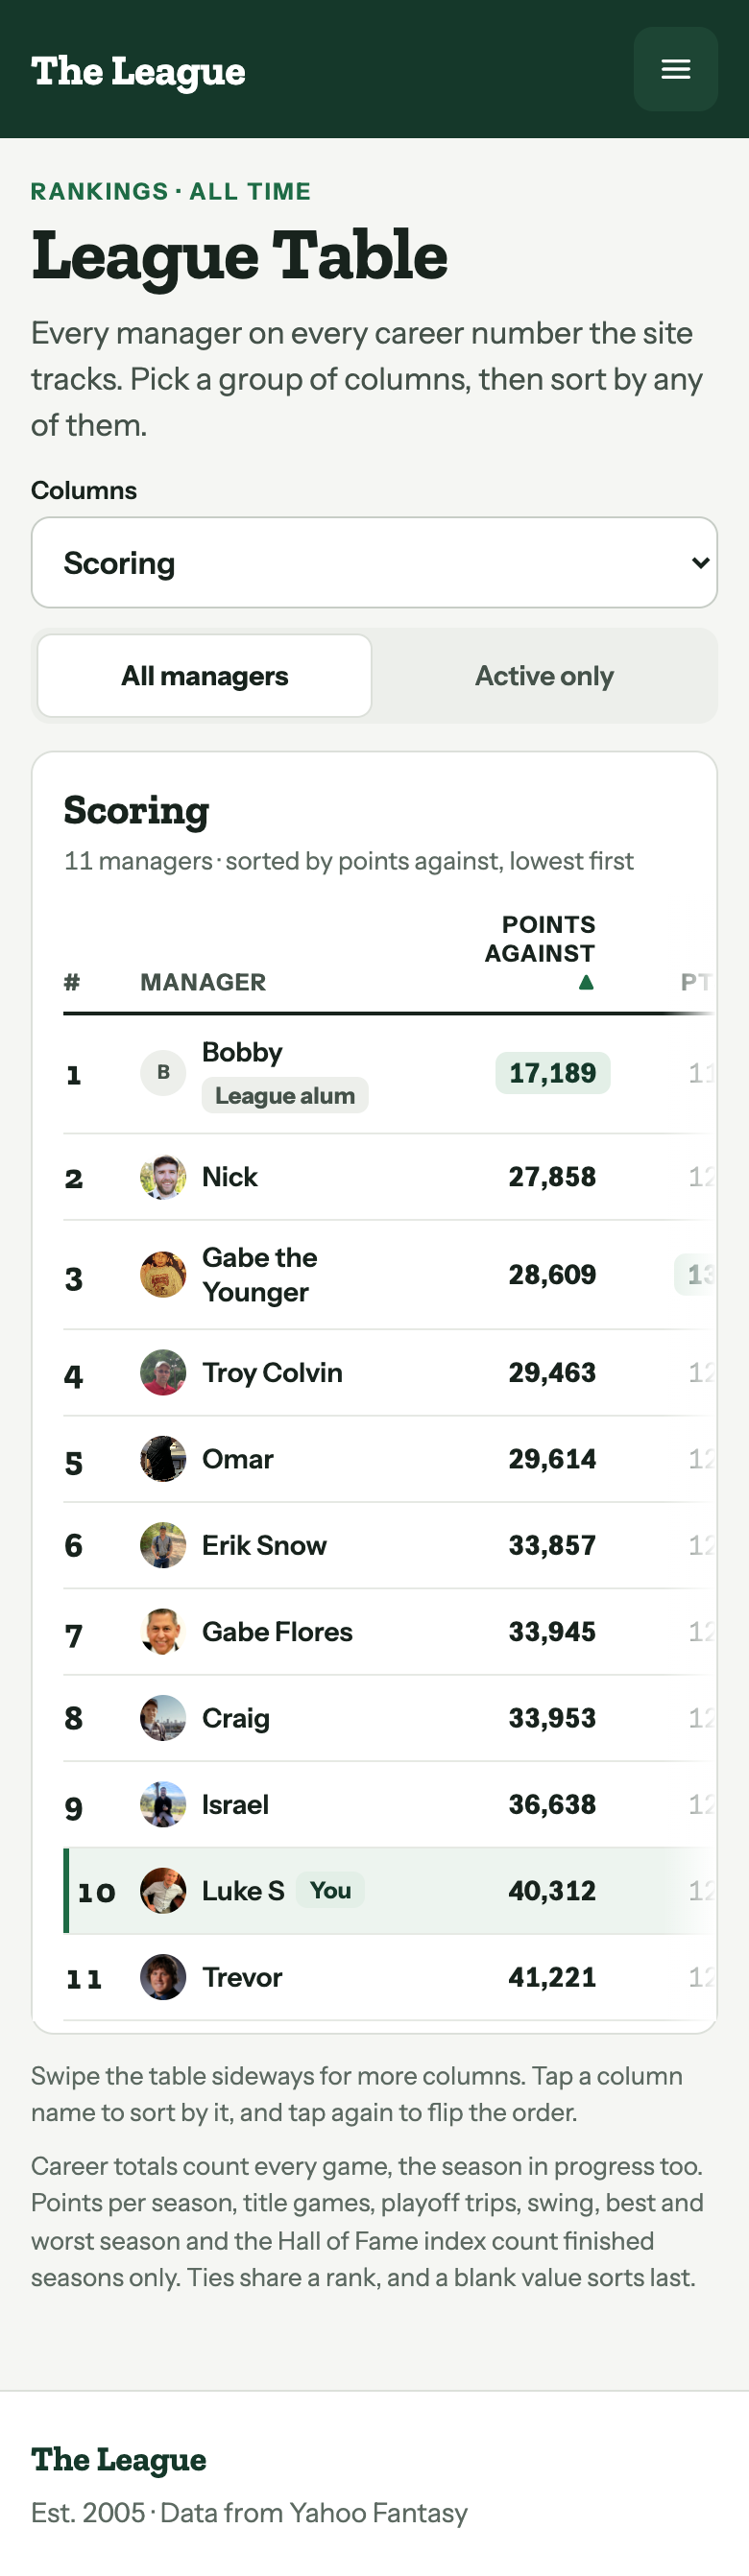 The League
RANKINGS · ALL TIME
League Table
Every manager on every career number the site
tracks. Pick a group of columns, then sort by any
of them.
Columns
Scoring
All managers Active only
Scoring
11 managers · sorted by points against, lowest first
# MANAGER POINTS AGAINST ▲
1 B Bobby League alum 17,189
2 Nick 27,858
3 Gabe the Younger 28,609
4 Troy Colvin 29,463
5 Omar 29,614
6 Erik Snow 33,857
7 Gabe Flores 33,945
8 Craig 33,953
9 Israel 36,638
10 Luke S You 40,312
11 Trevor 41,221
Swipe the table sideways for more columns. Tap a column
name to sort by it, and tap again to flip the order.
Career totals count every game, the season in progress too.
Points per season, title games, playoff trips, swing, best and
worst season and the Hall of Fame index count finished
seasons only. Ties share a rank, and a blank value sorts last.
The League
Est. 2005 · Data from Yahoo Fantasy